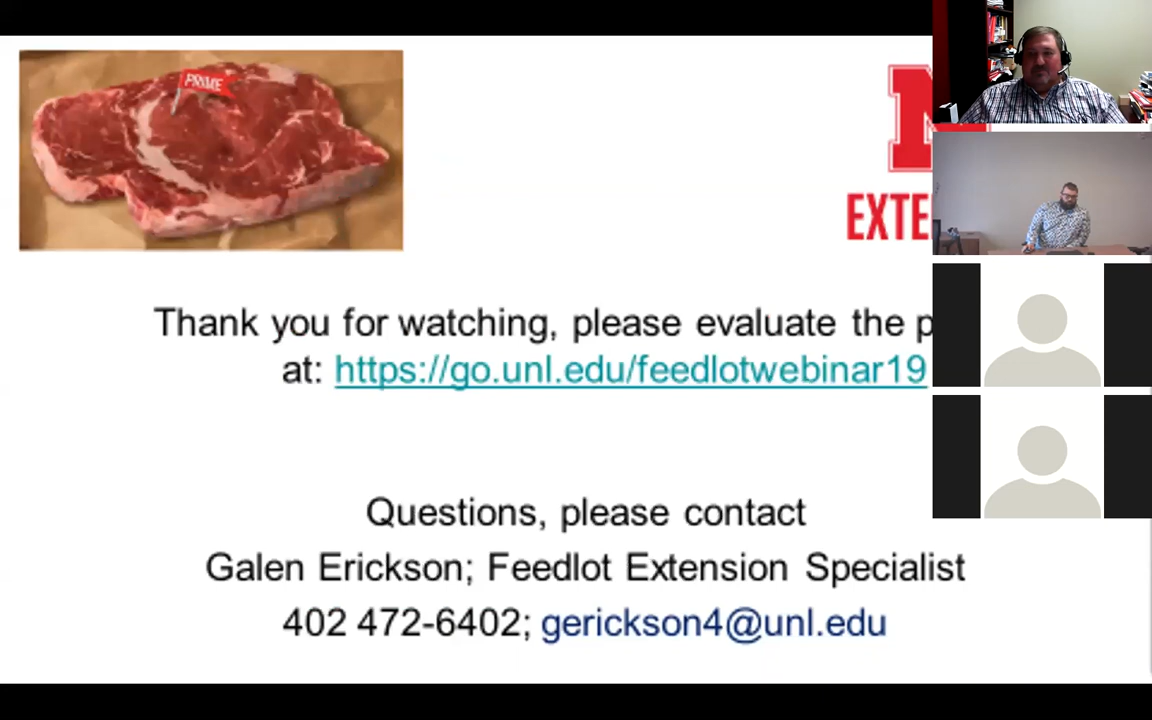 PRIME
N
EXTE
Thank you for watching, please evaluate the p
at: https://go.unl.edu/feedlotwebinar19
Questions, please contact
Galen Erickson; Feedlot Extension Specialist
402 472-6402; gerickson4@unl.edu